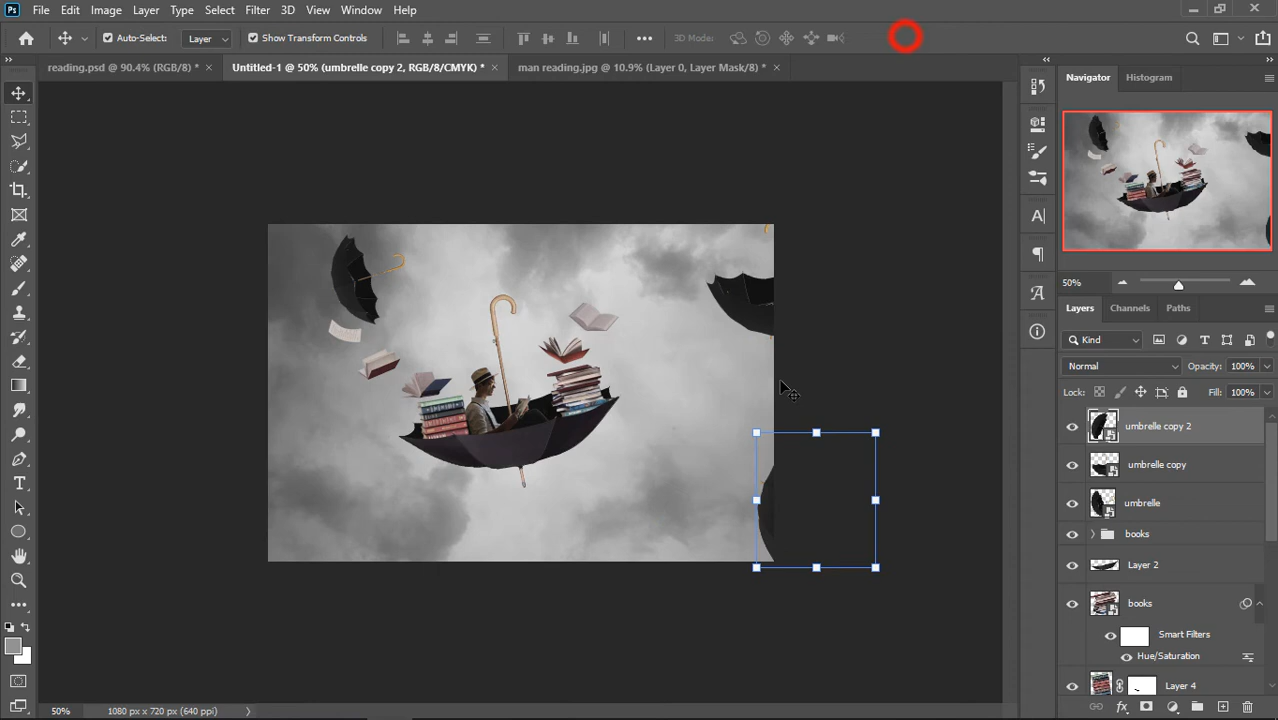 Ps File Edit Image Layer Type Select Filter 3D View Window Help
Auto-Select: Layer Show Transform Controls 3D Mode:
reading.psd @ 90.4% (RGB/8) * × Untitled-1 @ 50% (umbrelle copy 2, RGB/8/CMYK) * × man reading.jpg @ 10.9% (Layer 0, Layer Mask/8) * ×
Navigator Histogram
50%
Layers Channels Paths
Kind
Normal Opacity: 100%
Lock: Fill: 100%
umbrelle copy 2
umbrelle copy
umbrelle
books
Layer 2
books
Smart Filters
Hue/Saturation
Layer 4
50% 1080 px x 720 px (640 ppi)